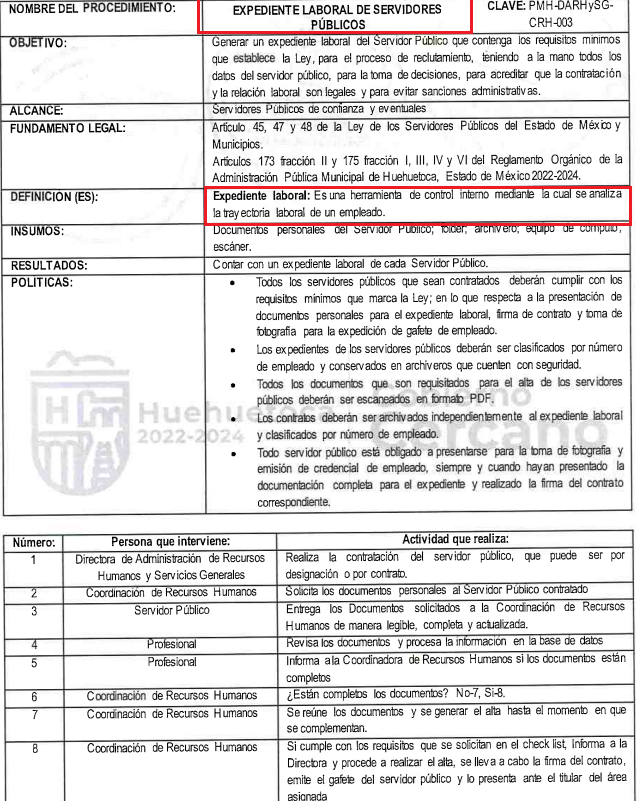 NOMBRE DEL PROCEDIMIENTO:
EXPEDIENTE LABORAL DE SERVIDORES
PÚBLICOS
CLAVE: PMH-DARHySG-
CRH-003
OBJETIVO:
Generar un expediente laboral del Servidor Público que contenga los requisitos mínimos
que establece la Ley, para el proceso de reclutamiento, teniendo a la mano todos los
datos del servidor público, para la toma de decisiones, para acreditar que la contratación
y la relación laboral son legales y para evitar sanciones administrativas.
ALCANCE:
Servidores Públicos de confianza y eventuales
FUNDAMENTO LEGAL:
Artículo 45, 47 y 48 de la Ley de los Servidores Públicos del Estado de México y
Municipios.
Artículos 173 fracción II y 175 fracción I, III, IV y VI del Reglamento Orgánico de la
Administración Pública Municipal de Huehuetoca, Estado de México 2022-2024.
DEFINICIÓN (ES):
Expediente laboral: Es una herramienta de control interno mediante la cual se analiza
la trayectoria laboral de un empleado.
INSUMOS:
Documentos personales del Servidor Público; folder; archivero; equipo de cómputo;
escáner.
RESULTADOS:
Contar con un expediente laboral de cada Servidor Público.
POLÍTICAS:
• Todos los servidores públicos que sean contratados deberán cumplir con los
requisitos mínimos que marca la Ley; en lo que respecta a la presentación de
documentos personales para el expediente laboral, firma de contrato y toma de
fotografía para la expedición de gafete de empleado.
• Los expedientes de los servidores públicos deberán ser clasificados por número
de empleado y conservados en archiveros que cuenten con seguridad.
• Todos los documentos que son requisitados para el alta de los servidores
públicos deberán ser escaneados en formato PDF.
• Los contratos deberán ser archivados independientemente al expediente laboral
y clasificados por número de empleado.
• Todo servidor público está obligado a presentarse para la toma de fotografía y
emisión de credencial de empleado, siempre y cuando hayan presentado la
documentación completa para el expediente y realizado la firma del contrato
correspondiente.
Huehuetoca
2022-2024
Gobierno
Cercano
Número:
Persona que interviene:
Actividad que realiza:
1
Directora de Administración de Recursos
Humanos y Servicios Generales
Realiza la contratación del servidor público, que puede ser por
designación o por contrato.
2
Coordinación de Recursos Humanos
Solicita los documentos personales al Servidor Público contratado
3
Servidor Público
Entrega los Documentos solicitados a la Coordinación de Recursos
Humanos de manera legible, completa y actualizada.
4
Profesional
Revisa los documentos y procesa la información en la base de datos
5
Profesional
Informa a la Coordinadora de Recursos Humanos si los documentos están
completos
6
Coordinación de Recursos Humanos
¿Están completos los documentos? No-7, Si-8.
7
Coordinación de Recursos Humanos
Se reúne los documentos y se generar el alta hasta el momento en que
se complementan.
8
Coordinación de Recursos Humanos
Si cumple con los requisitos que se solicitan en el check list, informa a la
Directora y procede a realizar el alta, se lleva a cabo la firma del contrato,
emite el gafete del servidor público y lo presenta ante el titular del área
asignada